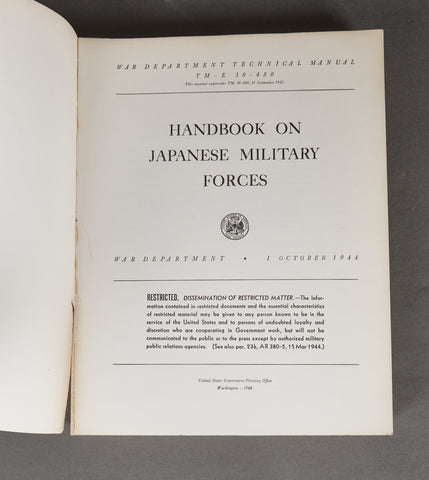 WAR DEPARTMENT TECHNICAL MANUAL
TM-E 30-480
This manual supersedes TM 30-480, 21 September 1942.
HANDBOOK ON
JAPANESE MILITARY
FORCES
WAR DEPARTMENT • 1 OCTOBER 1944
RESTRICTED. DISSEMINATION OF RESTRICTED MATTER.—The infor-
mation contained in restricted documents and the essential characteristics
of restricted material may be given to any person known to be in the
service of the United States and to persons of undoubted loyalty and
discretion who are cooperating in Government work, but will not be
communicated to the public or to the press except by authorized military
public relations agencies. (See also par. 23b, AR 380-5, 15 Mar 1944.)
United States Government Printing Office
Washington : 1944